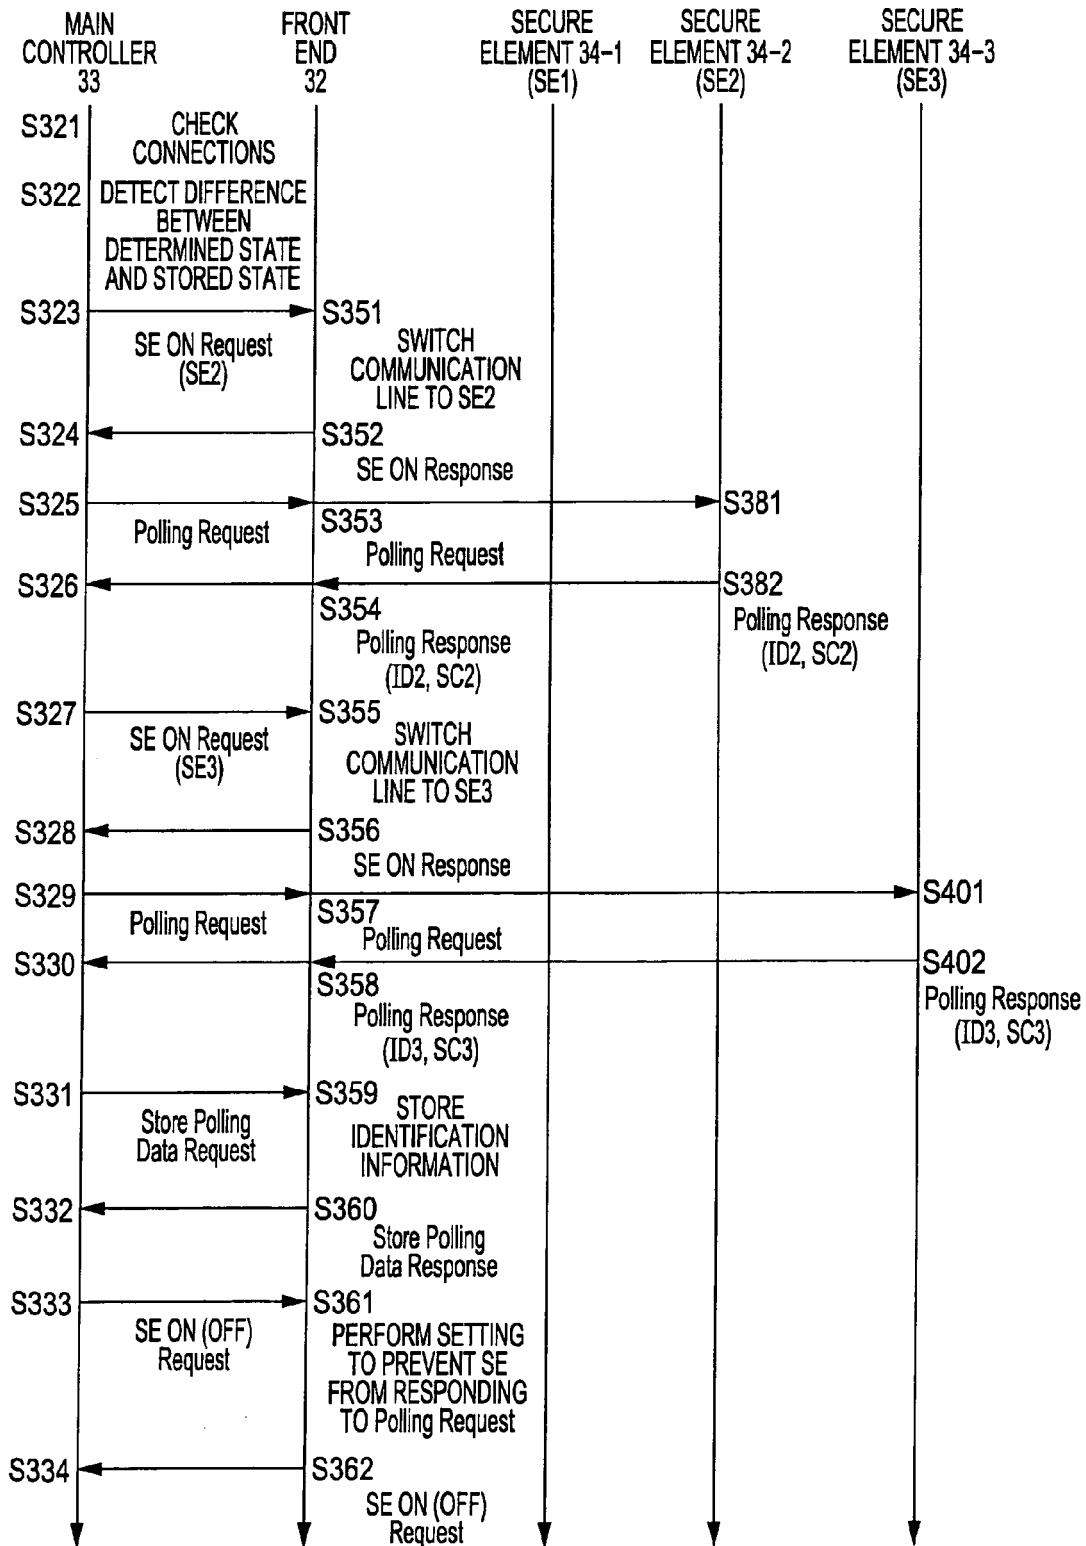 MAIN
CONTROLLER
33
FRONT
END
32
SECURE
ELEMENT 34-1
(SE1)
SECURE
ELEMENT 34-2
(SE2)
SECURE
ELEMENT 34-3
(SE3)
S321
CHECK
CONNECTIONS
S322
DETECT DIFFERENCE
BETWEEN
DETERMINED STATE
AND STORED STATE
S323
SE ON Request
(SE2)
S351
SWITCH
COMMUNICATION
LINE TO SE2
S324
S352
SE ON Response
S325
Polling Request
S353
Polling Request
S381
S326
S354
Polling Response
(ID2, SC2)
S382
Polling Response
(ID2, SC2)
S327
SE ON Request
(SE3)
S355
SWITCH
COMMUNICATION
LINE TO SE3
S328
S356
SE ON Response
S329
Polling Request
S357
Polling Request
S401
S330
S358
Polling Response
(ID3, SC3)
S402
Polling Response
(ID3, SC3)
S331
Store Polling
Data Request
S359
STORE
IDENTIFICATION
INFORMATION
S332
S360
Store Polling
Data Response
S333
SE ON (OFF)
Request
S361
PERFORM SETTING
TO PREVENT SE
FROM RESPONDING
TO Polling Request
S334
S362
SE ON (OFF)
Request